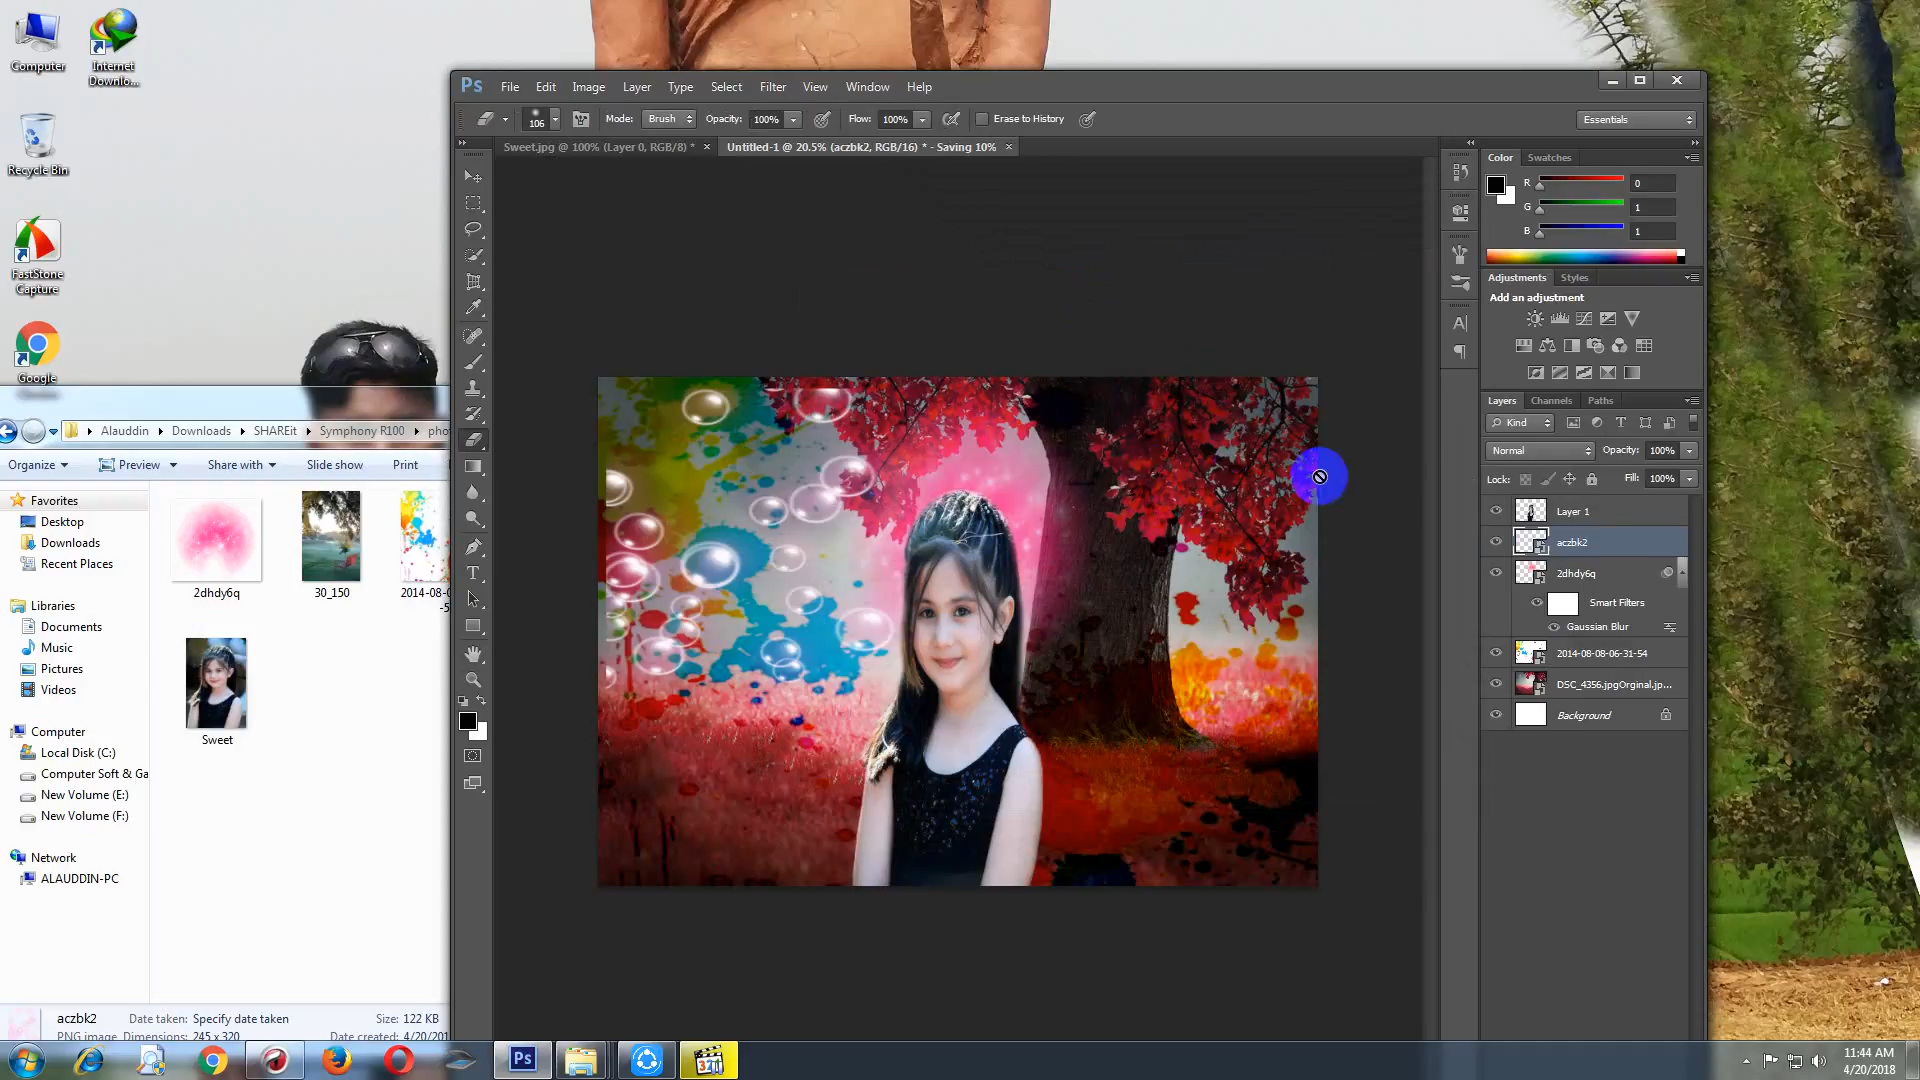 Computer
Internet
Downlo...
Recycle Bin
FastStone
Capture
Google
Alauddin
Downloads
SHAREit
Symphony R100
Organize
Preview
Share with
Slide show
Print
Favorites
Desktop
Downloads
Recent Places
Libraries
Documents
Music
Pictures
Videos
Computer
Local Disk (C:)
Computer Soft & Ga
New Volume (E:)
New Volume (F:)
Network
ALAUDDIN-PC
2dhdy6q
30_150
2014-08-0
Sweet
aczbk2
Date taken: Specify date taken
Size: 122 KB
PNG image
Dimensions: 245 x 320
Date created: 4/20/201
Ps
File
Edit
Image
Layer
Type
Select
Filter
View
Window
Help
106
Mode:
Brush
Opacity:
100%
Flow:
100%
Erase to History
Essentials
Sweet.jpg @ 100% (Layer 0, RGB/8) *
Untitled-1 @ 20.5% (aczbk2, RGB/16) * - Saving 10%
Color
Swatches
R
0
G
1
B
1
Adjustments
Styles
Add an adjustment
Layers
Channels
Paths
Kind
Normal
Opacity:
100%
Lock:
Fill:
100%
Layer 1
aczbk2
2dhdy6q
Smart Filters
Gaussian Blur
2014-08-08-06-31-54
DSC_4356.jpgOrginal.jp...
Background
Ps
321
11:44 AM
4/20/2018